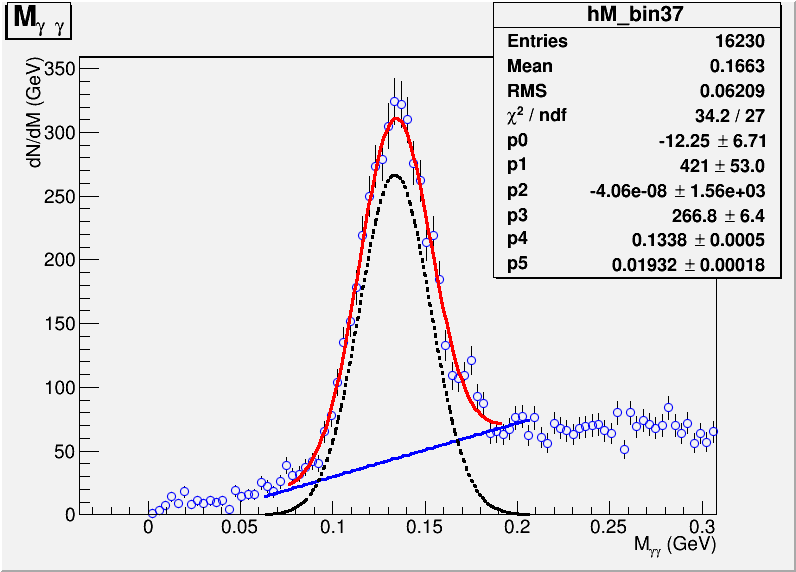 M γ γ
hM_bin37
Entries 16230
Mean 0.1663
RMS 0.06209
χ² / ndf 34.2 / 27
p0 -12.25 ± 6.71
p1 421 ± 53.0
p2 -4.06e-08 ± 1.56e+03
p3 266.8 ± 6.4
p4 0.1338 ± 0.0005
p5 0.01932 ± 0.00018
dN/dM (GeV)
350
300
250
200
150
100
50
0
0 0.05 0.1 0.15 0.2 0.25 0.3
Mγγ (GeV)